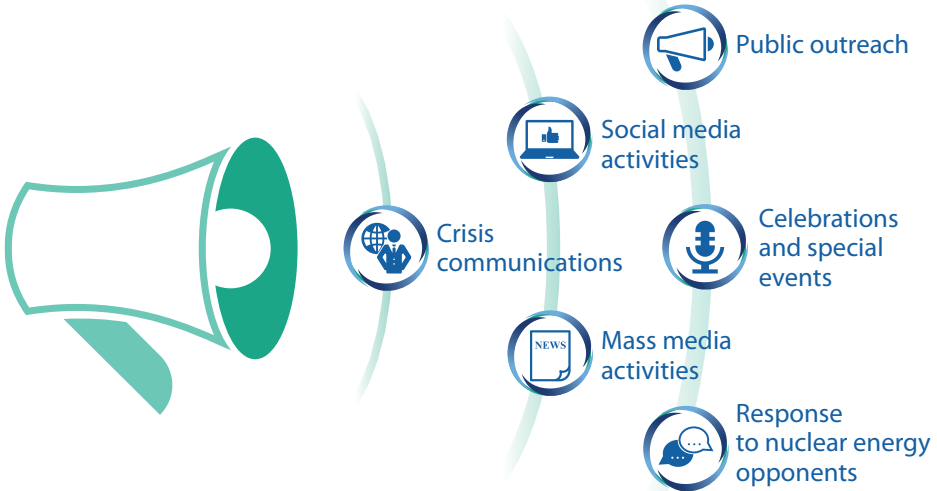 Public outreach
Social media
activities
Crisis
communications
Celebrations
and special
events
NEWS
Mass media
activities
Response
to nuclear energy
opponents